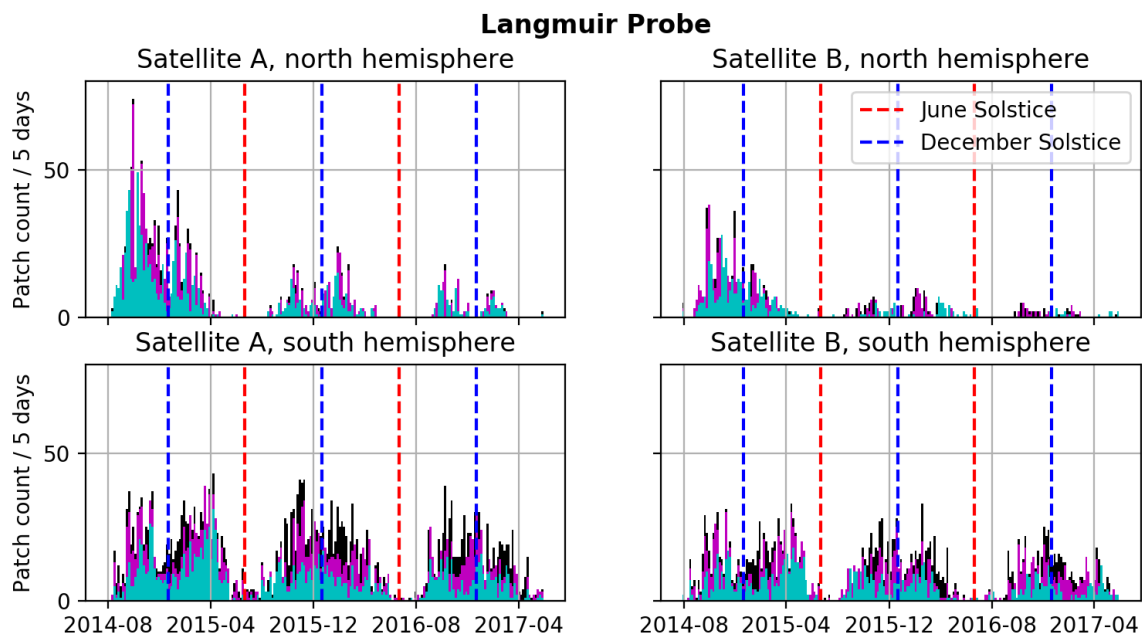 Langmuir Probe
Satellite A, north hemisphere
Satellite B, north hemisphere
Patch count / 5 days
50
0
June Solstice
December Solstice
Satellite A, south hemisphere
Satellite B, south hemisphere
Patch count / 5 days
50
0
2014-08 2015-04 2015-12 2016-08 2017-04
2014-08 2015-04 2015-12 2016-08 2017-04